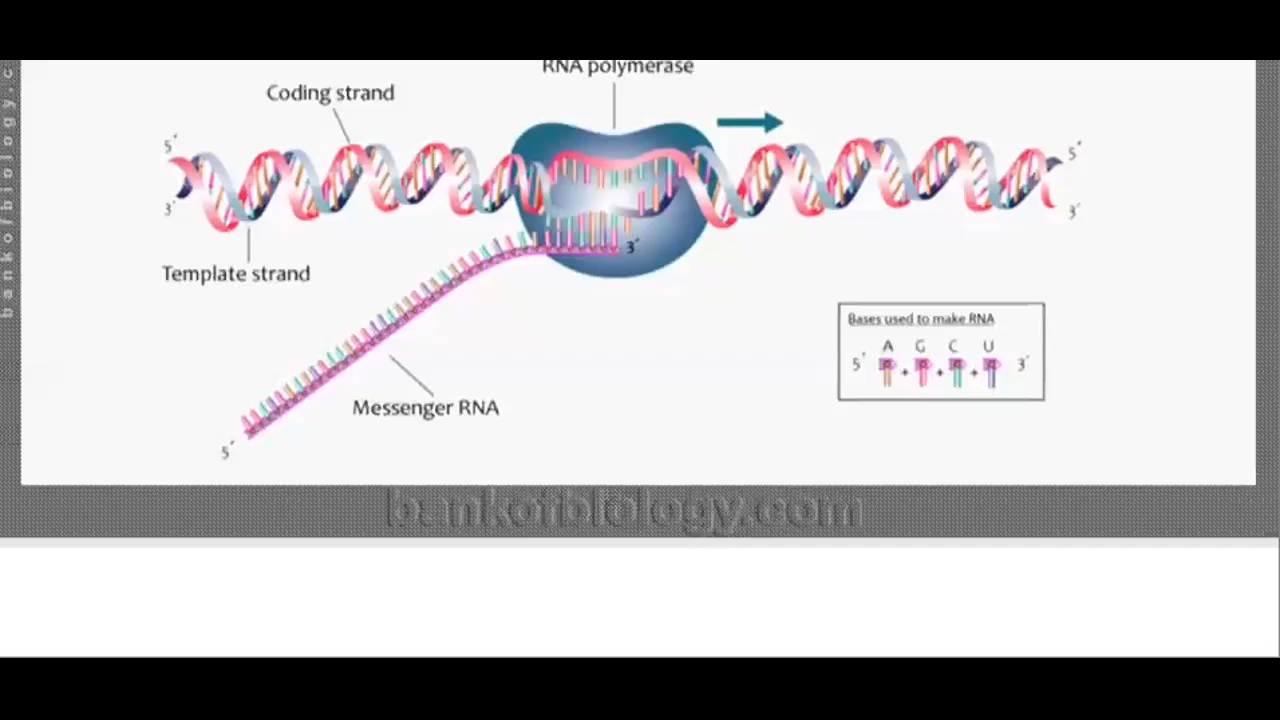 RNA polymerase
Coding strand
5´
3´
5´
3´
3´
Template strand
Messenger RNA
5´
Bases used to make RNA
A G C U
5´ + + + 3´
bankofbiology.com
bankofbiology.c